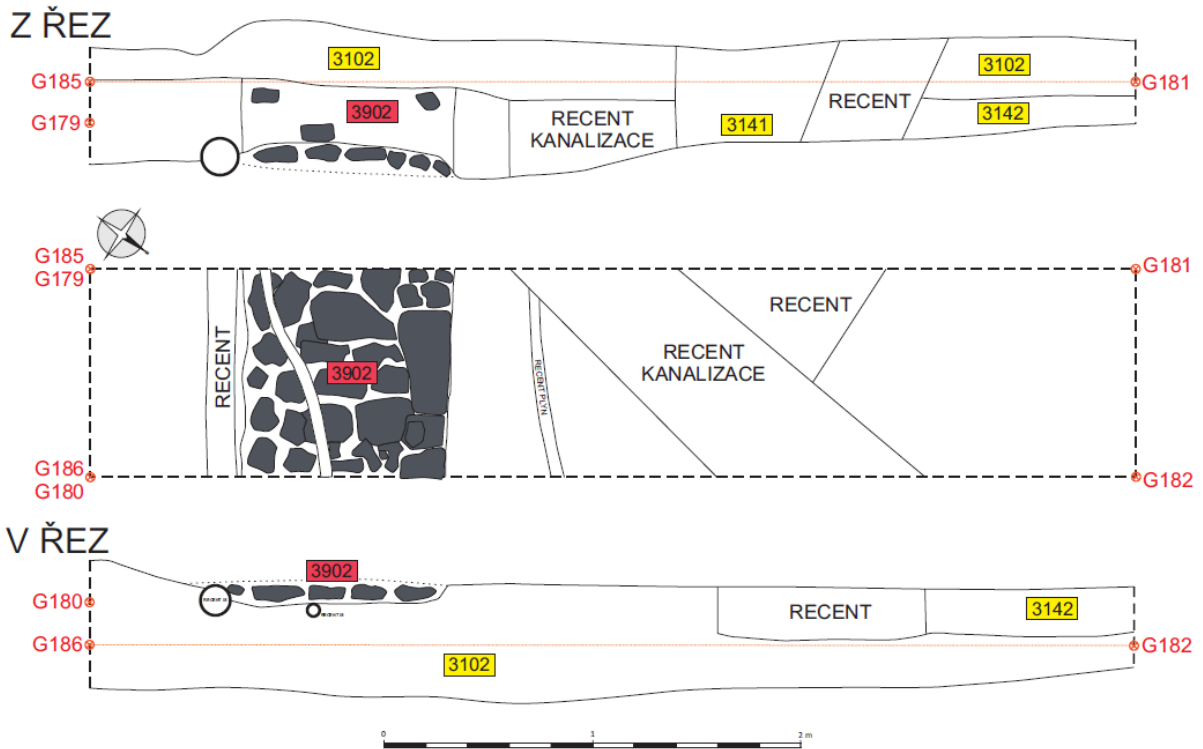 Z ŘEZ
3102
G185
3102
G181
RECENT
3902
G179
3142
RECENT
KANALIZACE
3141
G185
G179
G181
RECENT
RECENT
RECENT
KANALIZACE
3902
RECENT PLYN
G186
G180
G182
V ŘEZ
3902
G180
RECENT
3142
G186
G182
3102
0
1
2 m